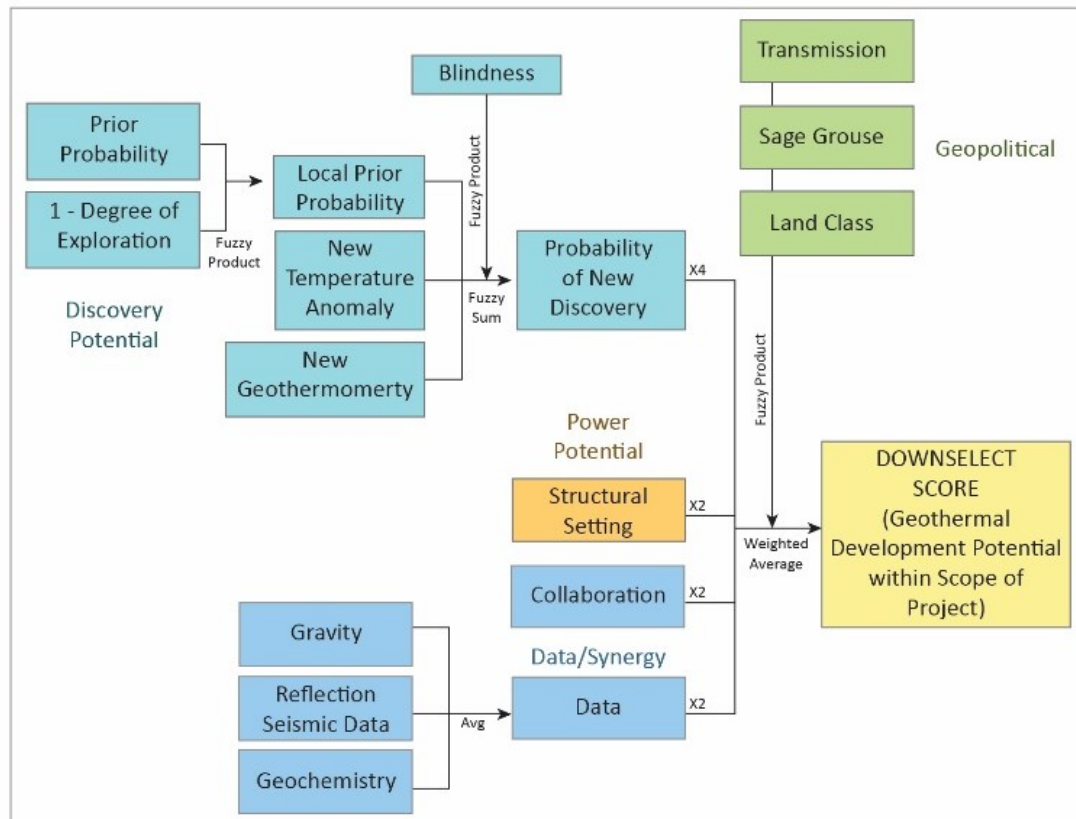 Transmission
Blindness
Prior
Probability
Sage Grouse
Geopolitical
Fuzzy Product
Local Prior
Probability
1 - Degree of
Exploration
Fuzzy
Product
Land Class
New
Temperature
Anomaly
Probability
of New
Discovery
X4
Fuzzy
Sum
Discovery
Potential
New
Geothermomerty
Fuzzy Product
Power
Potential
Structural
Setting
X2
DOWNSELECT
SCORE
(Geothermal
Development Potential
within Scope of
Project)
Weighted
Average
Collaboration
X2
Gravity
Data/Synergy
Reflection
Seismic Data
Avg
Data
X2
Geochemistry